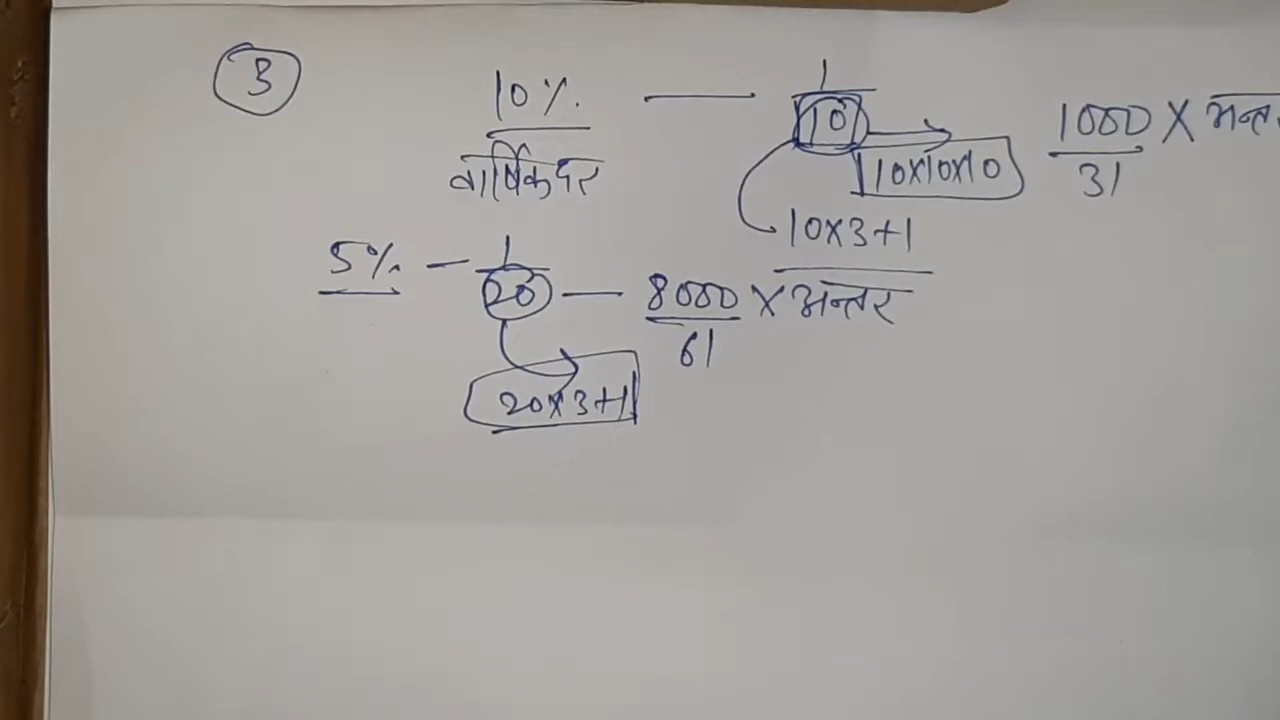 3
10% — 1/10 1000/31 × अन्तर
वार्षिक दर 10×10×10
10×3+1
5% — 1/20 — 8000/61 × अन्तर
20×3+1